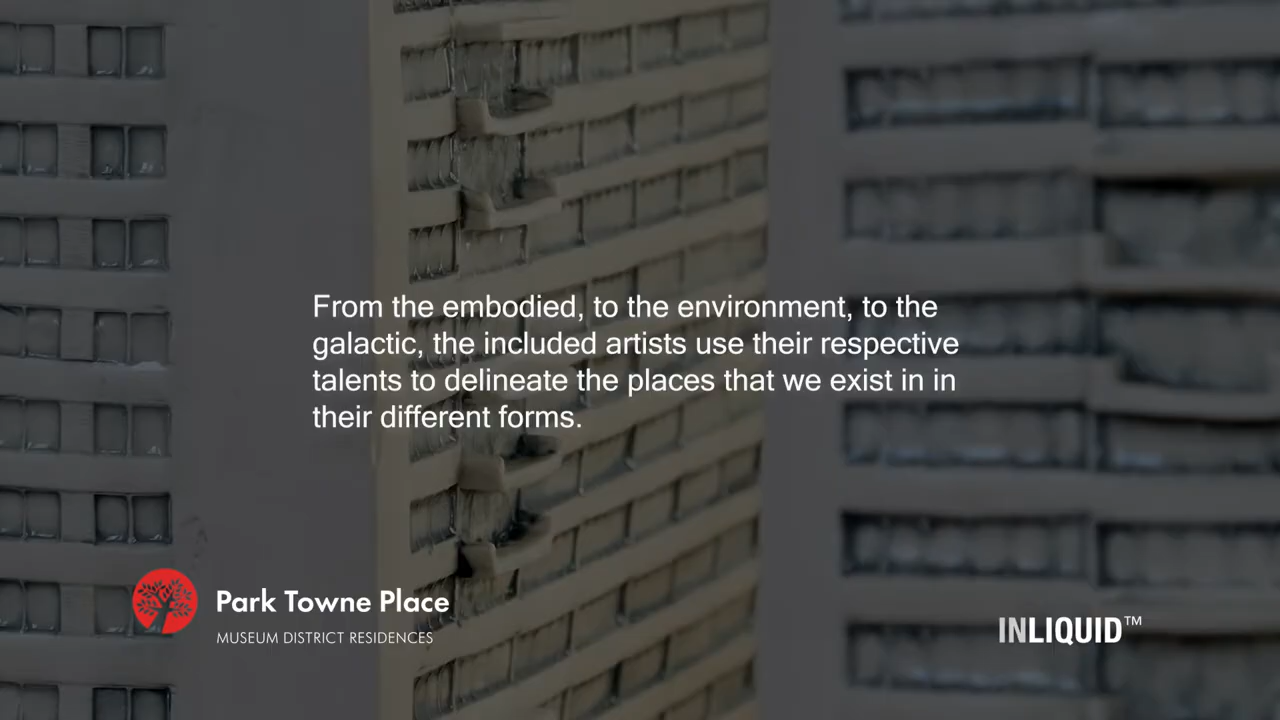 From the embodied, to the environment, to the
galactic, the included artists use their respective
talents to delineate the places that we exist in in
their different forms.
Park Towne Place
MUSEUM DISTRICT RESIDENCES
INLIQUID™